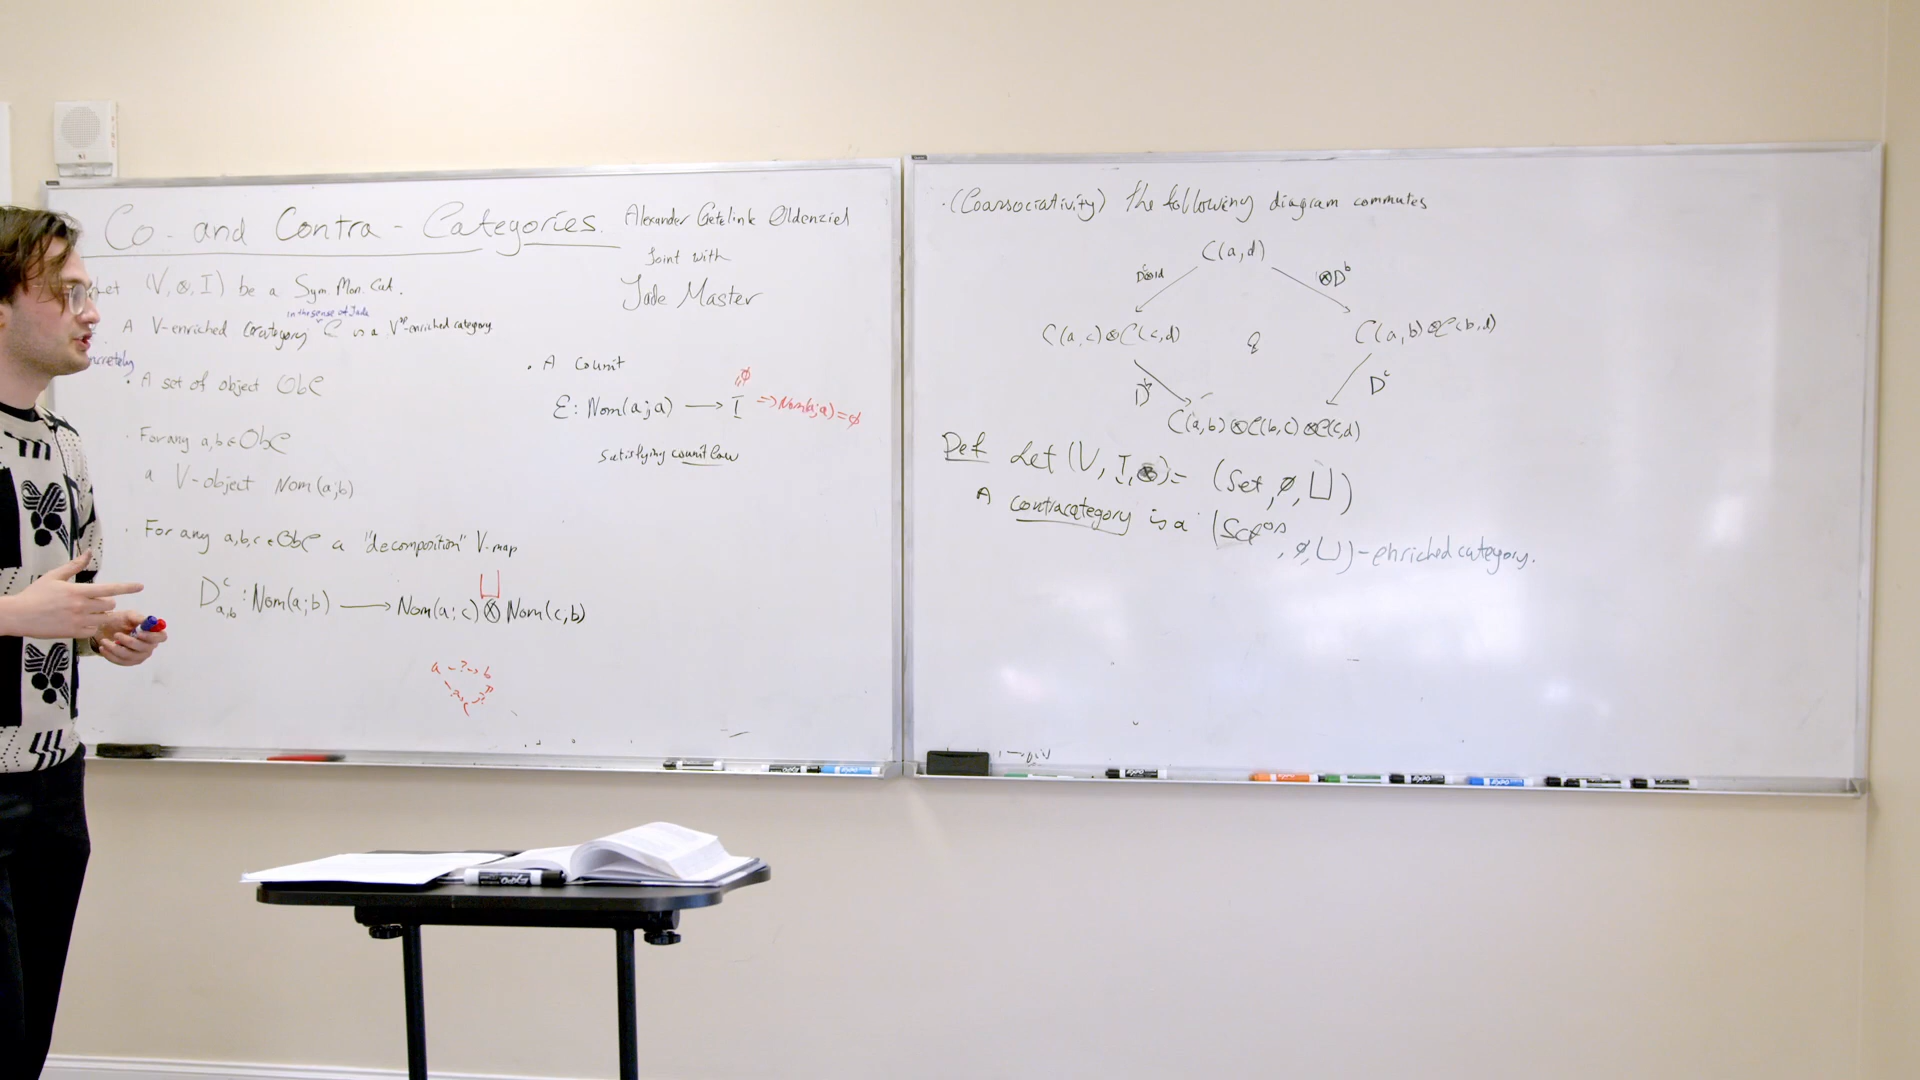 Co- and Contra-Categories. Alexander Gietelink Oldenziel
Joint with
Jade Master
Let (V, ⊗, I) be a Sym. Mon. Cat.
in the sense of Jade
A V-enriched cocategory C is a V^op-enriched category
· A set of object ObC
· For any a,b ∈ ObC
a V-object Nom(a;b)
· For any a,b,c ∈ ObC a "decomposition" V-map
⊔
D^c_{a,b} : Nom(a;b) ⟶ Nom(a;c) ⊗ Nom(c,b)
a -?→ b
? c ?
· A counit
"∅
ε: Nom(a;a) ⟶ I ⇒ Nom(a;a) = ∅
satisfying counit law
· (Coassociativity) the following diagram commutes
C(a,d)
D^c⊗id ⊗D^b
C(a,c)⊗C(c,d) C(a,b)⊗C(b,d)
D^b D^c
C(a,b)⊗C(b,c)⊗C(c,d)
Def Let (V, I, ⊗) = (Set, ∅, ⊔)
A contracategory is a (Set^op
, ∅, ⊔)-enriched category.